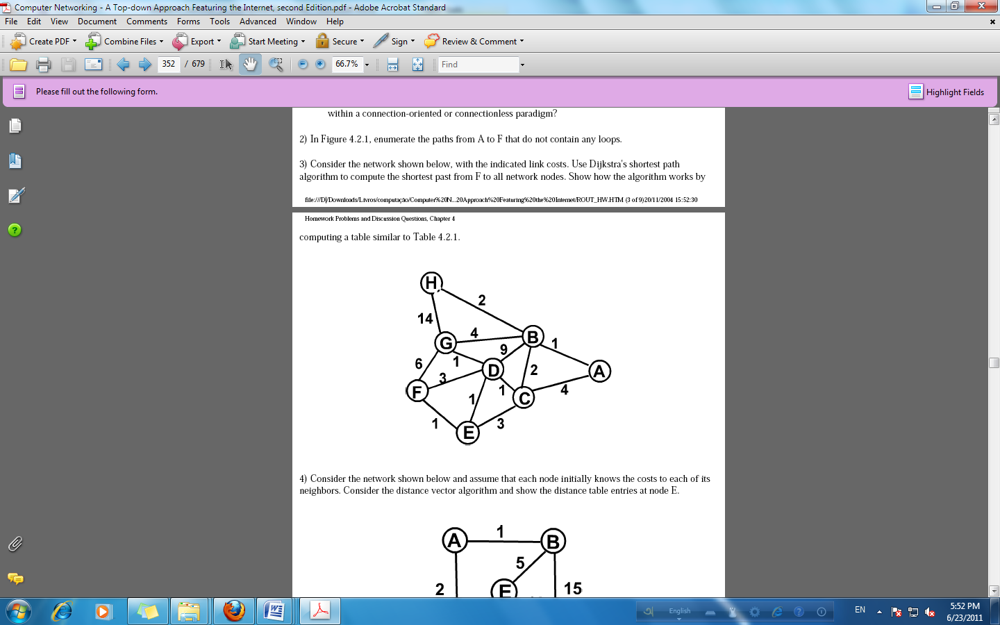 Computer Networking - A Top-down Approach Featuring the Internet, second Edition.pdf - Adobe Acrobat Standard
File Edit View Document Comments Forms Tools Advanced Window Help
Create PDF Combine Files Export Start Meeting Secure Sign Review & Comment
352 / 679 66.7% Find
Please fill out the following form. Highlight Fields
within a connection-oriented or connectionless paradigm?
2) In Figure 4.2.1, enumerate the paths from A to F that do not contain any loops.
3) Consider the network shown below, with the indicated link costs. Use Dijkstra's shortest path
algorithm to compute the shortest past from F to all network nodes. Show how the algorithm works by
file:///D|/Downloads/Livros/computação/Computer%20N...20Approach%20Featuring%20the%20Internet/ROUT_HW.HTM (3 of 9)20/11/2004 15:52:30
Homework Problems and Discussion Questions, Chapter 4
computing a table similar to Table 4.2.1.
H
2
14
4
G
B
9
1
1
6
D
2
A
3
F
1
4
1
C
1
3
E
4) Consider the network shown below and assume that each node initially knows the costs to each of its
neighbors. Consider the distance vector algorithm and show the distance table entries at node E.
A
1
B
5
2
E
15
English
EN
5:52 PM
6/23/2011